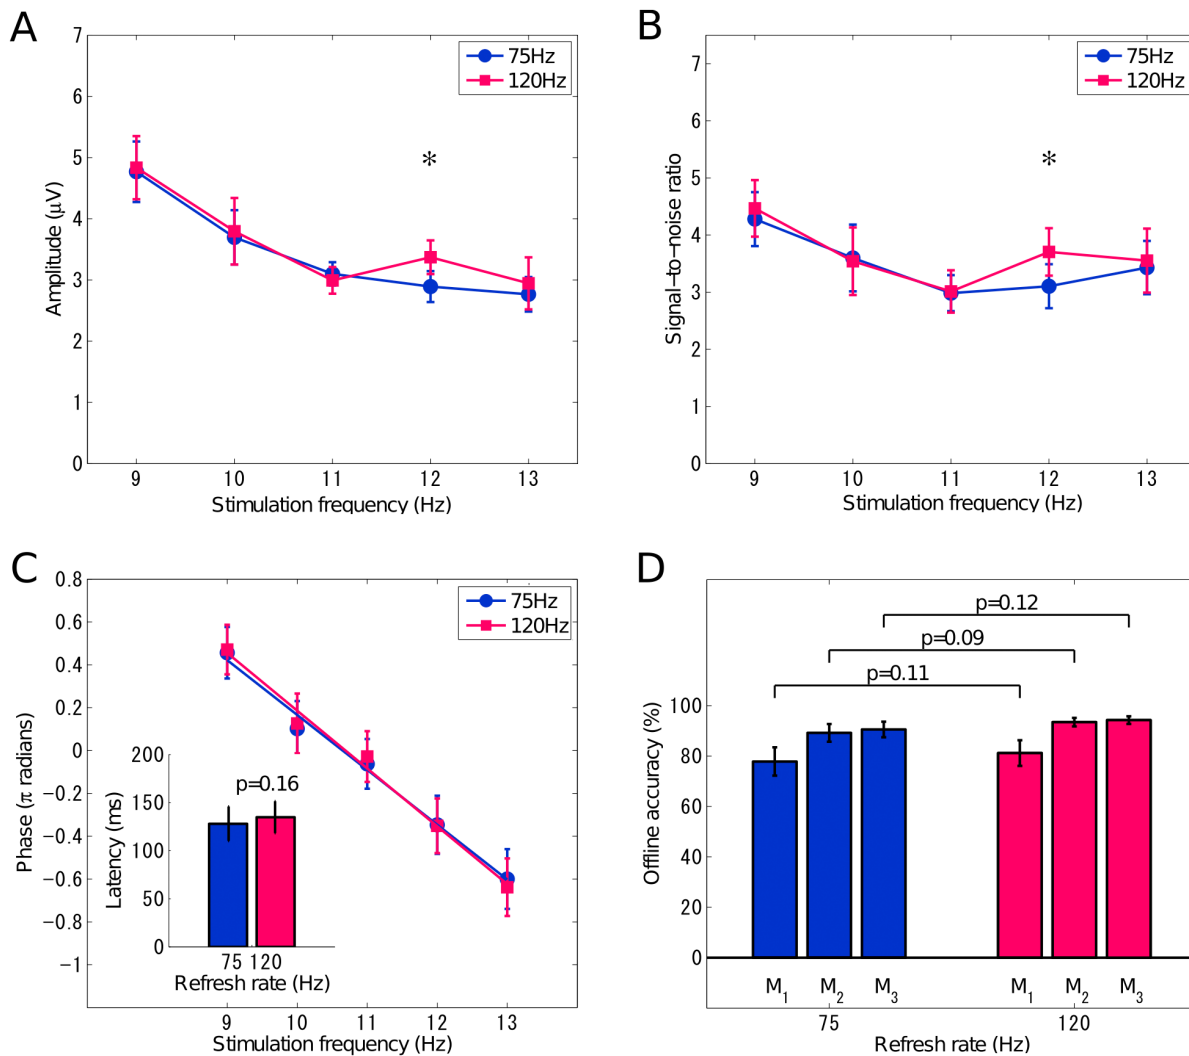 A
7
6
5
4
3
2
1
0
Amplitude (μV)
75Hz
120Hz
*
9 10 11 12 13
Stimulation frequency (Hz)
B
7
6
5
4
3
2
1
0
Signal-to-noise ratio
75Hz
120Hz
*
9 10 11 12 13
Stimulation frequency (Hz)
C
0.8
0.6
0.4
0.2
0
-0.2
-0.4
-0.6
-0.8
-1
Phase (π radians)
75Hz
120Hz
200
150
100
50
0
Latency (ms)
p=0.16
75 120
Refresh rate (Hz)
9 10 11 12 13
Stimulation frequency (Hz)
D
p=0.12
p=0.09
p=0.11
100
80
60
40
20
0
Offline accuracy (%)
M1 M2 M3 M1 M2 M3
75 120
Refresh rate (Hz)